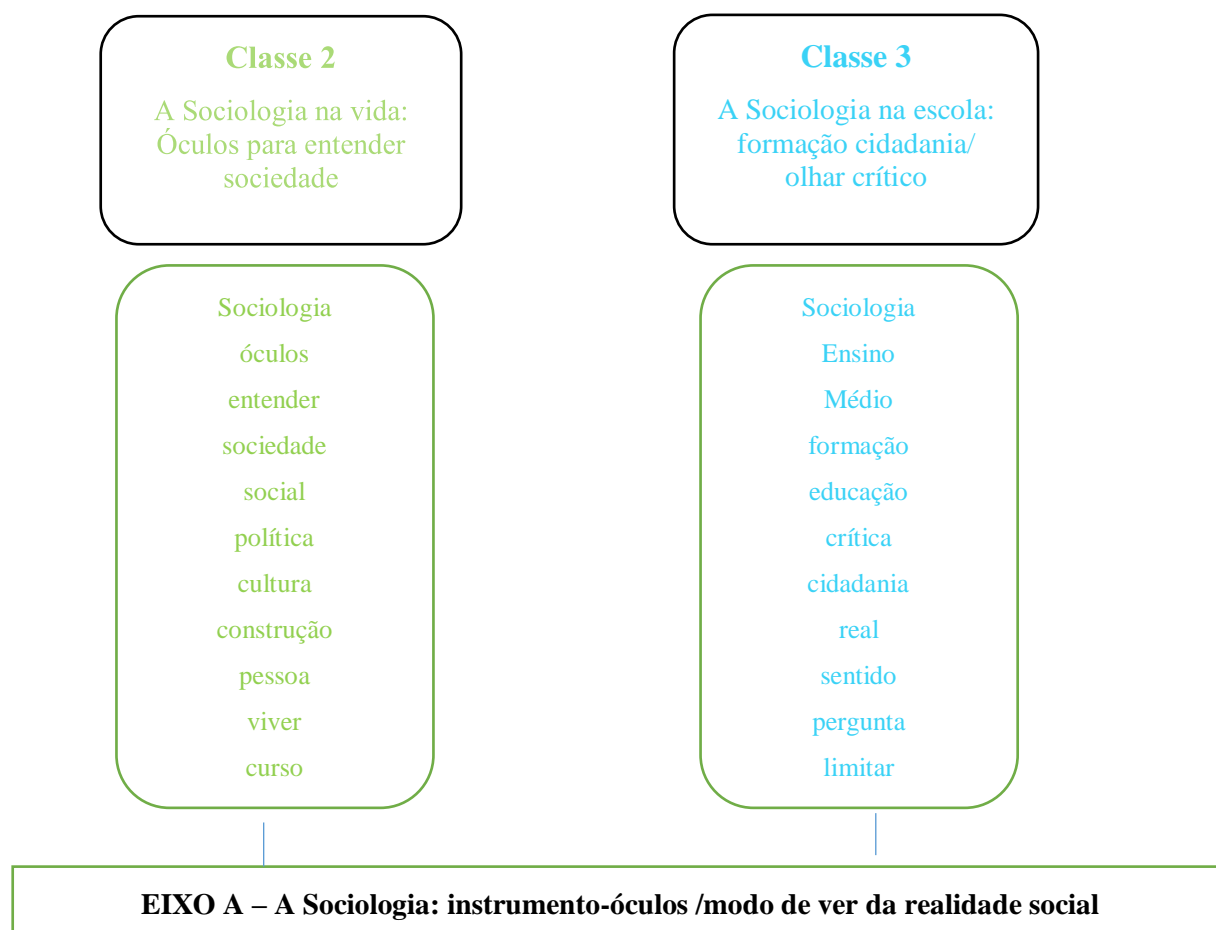 Classe 2
A Sociologia na vida:
Óculos para entender
sociedade
Classe 3
A Sociologia na escola:
formação cidadania/
olhar crítico
Sociologia
óculos
entender
sociedade
social
política
cultura
construção
pessoa
viver
curso
Sociologia
Ensino
Médio
formação
educação
crítica
cidadania
real
sentido
pergunta
limitar
EIXO A – A Sociologia: instrumento-óculos /modo de ver da realidade social